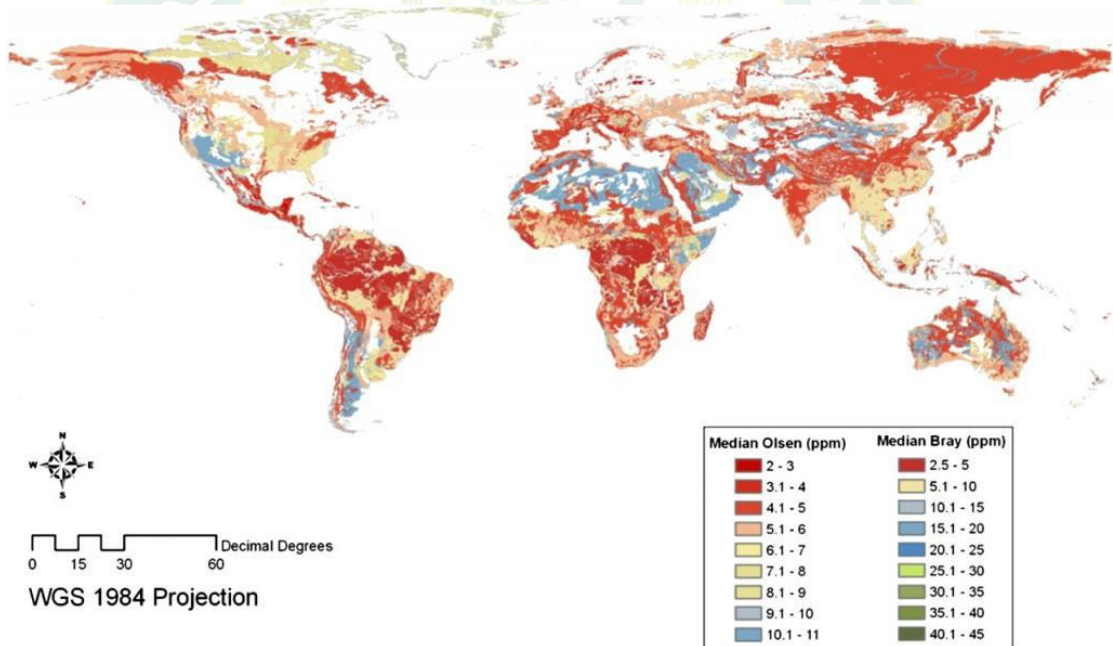 N
W E
S
0 15 30 60 Decimal Degrees
WGS 1984 Projection
Median Olsen (ppm) Median Bray (ppm)
2 - 3 2.5 - 5
3.1 - 4 5.1 - 10
4.1 - 5 10.1 - 15
5.1 - 6 15.1 - 20
6.1 - 7 20.1 - 25
7.1 - 8 25.1 - 30
8.1 - 9 30.1 - 35
9.1 - 10 35.1 - 40
10.1 - 11 40.1 - 45